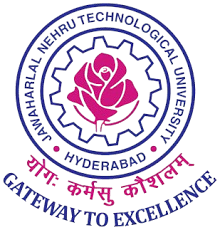 JAWAHARLAL NEHRU TECHNOLOGICAL UNIVERSITY
• HYDERABAD •
योगः कर्मसु कौशलम्
GATEWAY TO EXCELLENCE